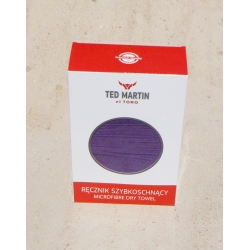 TED MARTIN
BY TORO
RĘCZNIK SZYBKOSCHNĄCY
MICROFIBRE DRY TOWEL